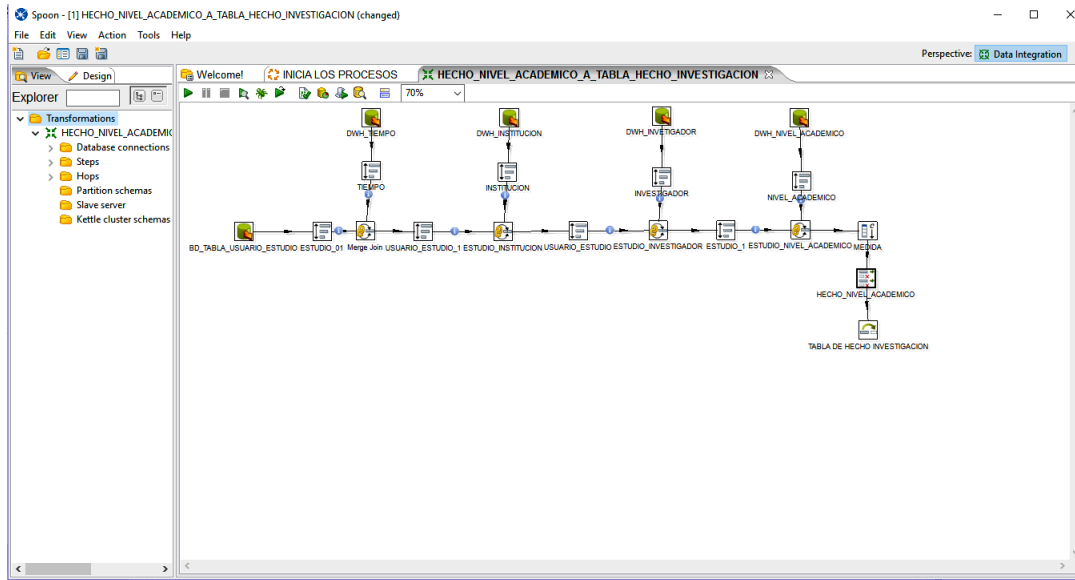 Spoon - [1] HECHO_NIVEL_ACADEMICO_A_TABLA_HECHO_INVESTIGACION (changed)
File Edit View Action Tools Help
Perspective: Data Integration
View Design
Welcome! INICIA LOS PROCESOS HECHO_NIVEL_ACADEMICO_A_TABLA_HECHO_INVESTIGACION
Explorer
70%
Transformations
HECHO_NIVEL_ACADEMI
Database connections
Steps
Hops
Partition schemas
Slave server
Kettle cluster schemas
DWH_TIEMPO DWH_INSTITUCION DWH_INVETIGADOR DWH_NIVEL_ACADEMICO
TIEMPO INSTITUCION INVESTIGADOR NIVEL_ACADEMICO
BD_TABLA_USUARIO_ESTUDIO ESTUDIO_01 Merge Join USUARIO_ESTUDIO_1 ESTUDIO_INSTITUCION USUARIO_ESTUDIO ESTUDIO_INVESTIGADOR ESTUDIO_1 ESTUDIO_NIVEL_ACADEMICO MEDIDA
HECHO_NIVEL_ACADEMICO
TABLA DE HECHO INVESTIGACION